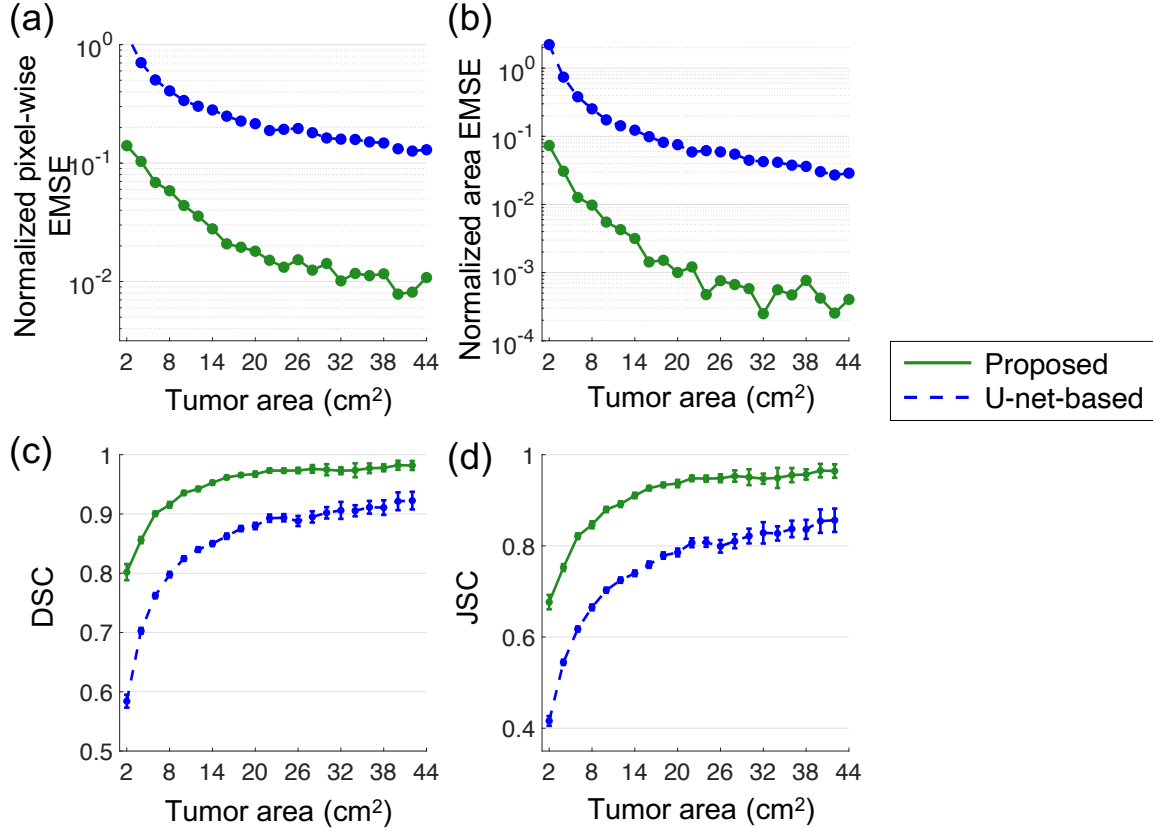 (a)
Normalized pixel-wise
EMSE
10^0
10^-1
10^-2
2 8 14 20 26 32 38 44
Tumor area (cm²)
(b)
Normalized area EMSE
10^0
10^-1
10^-2
10^-3
10^-4
2 8 14 20 26 32 38 44
Tumor area (cm²)
Proposed
U-net-based
(c)
DSC
1
0.9
0.8
0.7
0.6
0.5
2 8 14 20 26 32 38 44
Tumor area (cm²)
(d)
JSC
1
0.8
0.6
0.4
2 8 14 20 26 32 38 44
Tumor area (cm²)